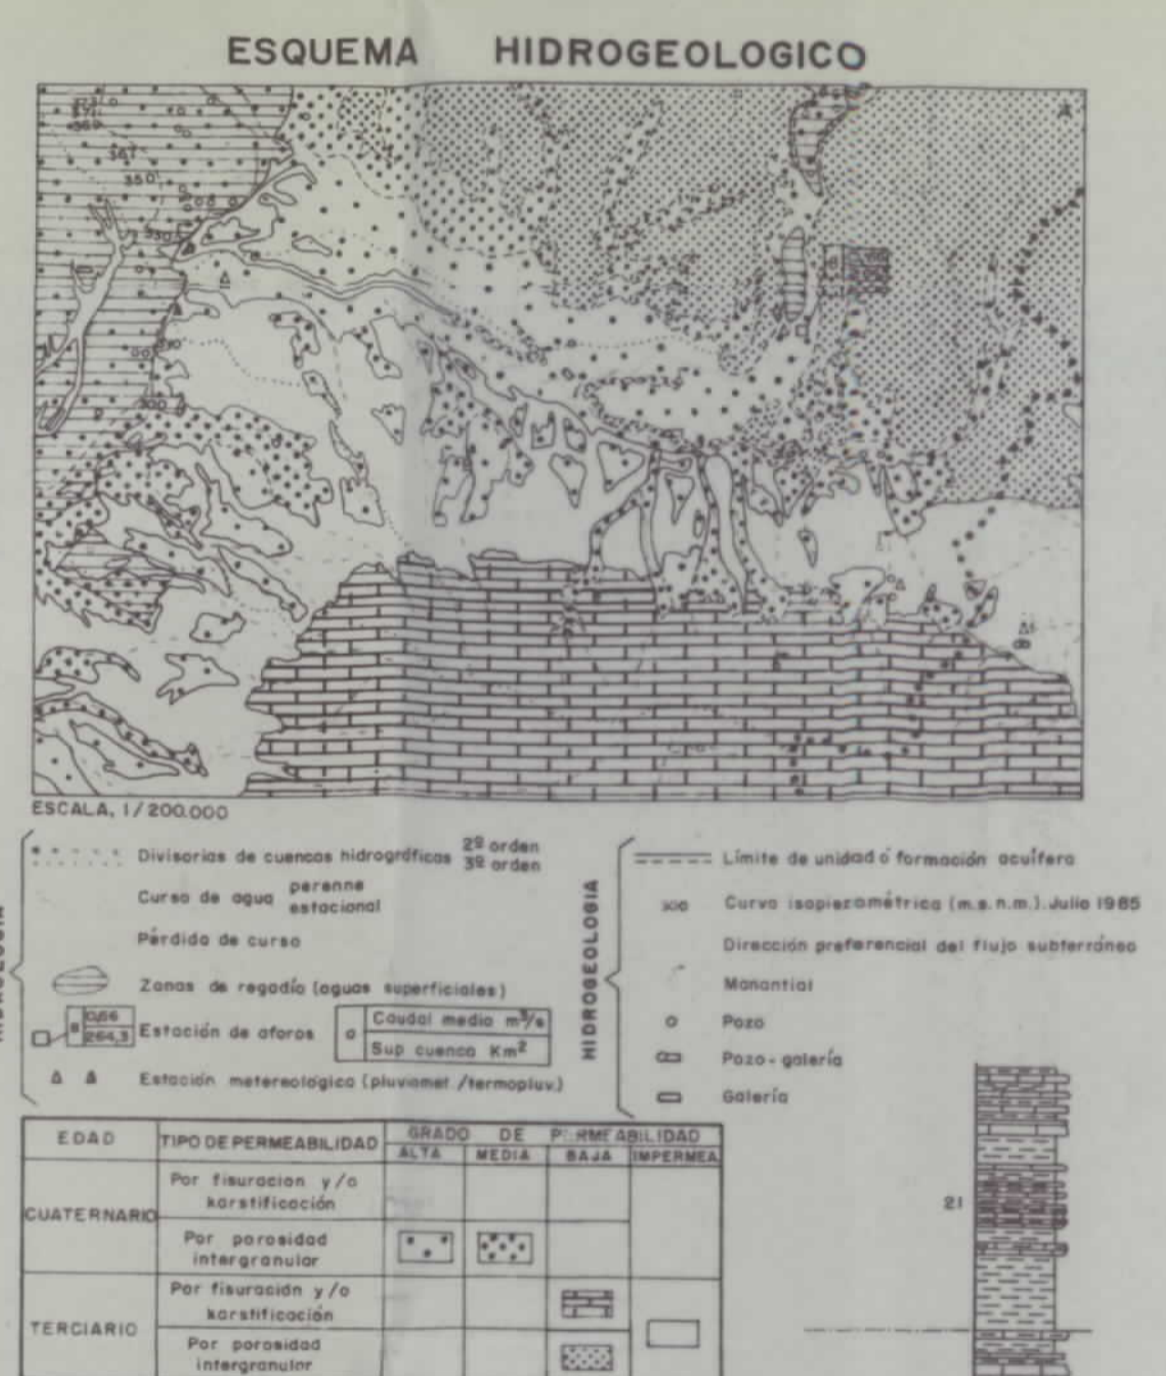 ESQUEMA HIDROGEOLOGICO
367
350
330
300
ESCALA, 1/200.000
Divisorias de cuencas hidrográficas 2º orden
3º orden
Curso de agua perenne
estacional
Pérdida de curso
Zonas de regadío (aguas superficiales)
B 0,66
264,3
Estación de aforos
a Caudal medio m³/s
Sup cuenca Km²
Estación metereológica (pluviomet./termopluv.)
HIDROGEOLOGIA
Límite de unidad o formación acuífera
300 Curva isopiezométrica (m.s.n.m.). Julio 1985
Dirección preferencial del flujo subterráneo
Manantial
Pozo
Pozo-galería
Galería
EDAD TIPO DE PERMEABILIDAD GRADO DE PERMEABILIDAD
ALTA MEDIA BAJA IMPERMEA.
CUATERNARIO
Por fisuracion y/o
karstificación
Por porosidad
intergranular
TERCIARIO
Por fisuración y/o
karstificación
Por porosidad
intergranular
21